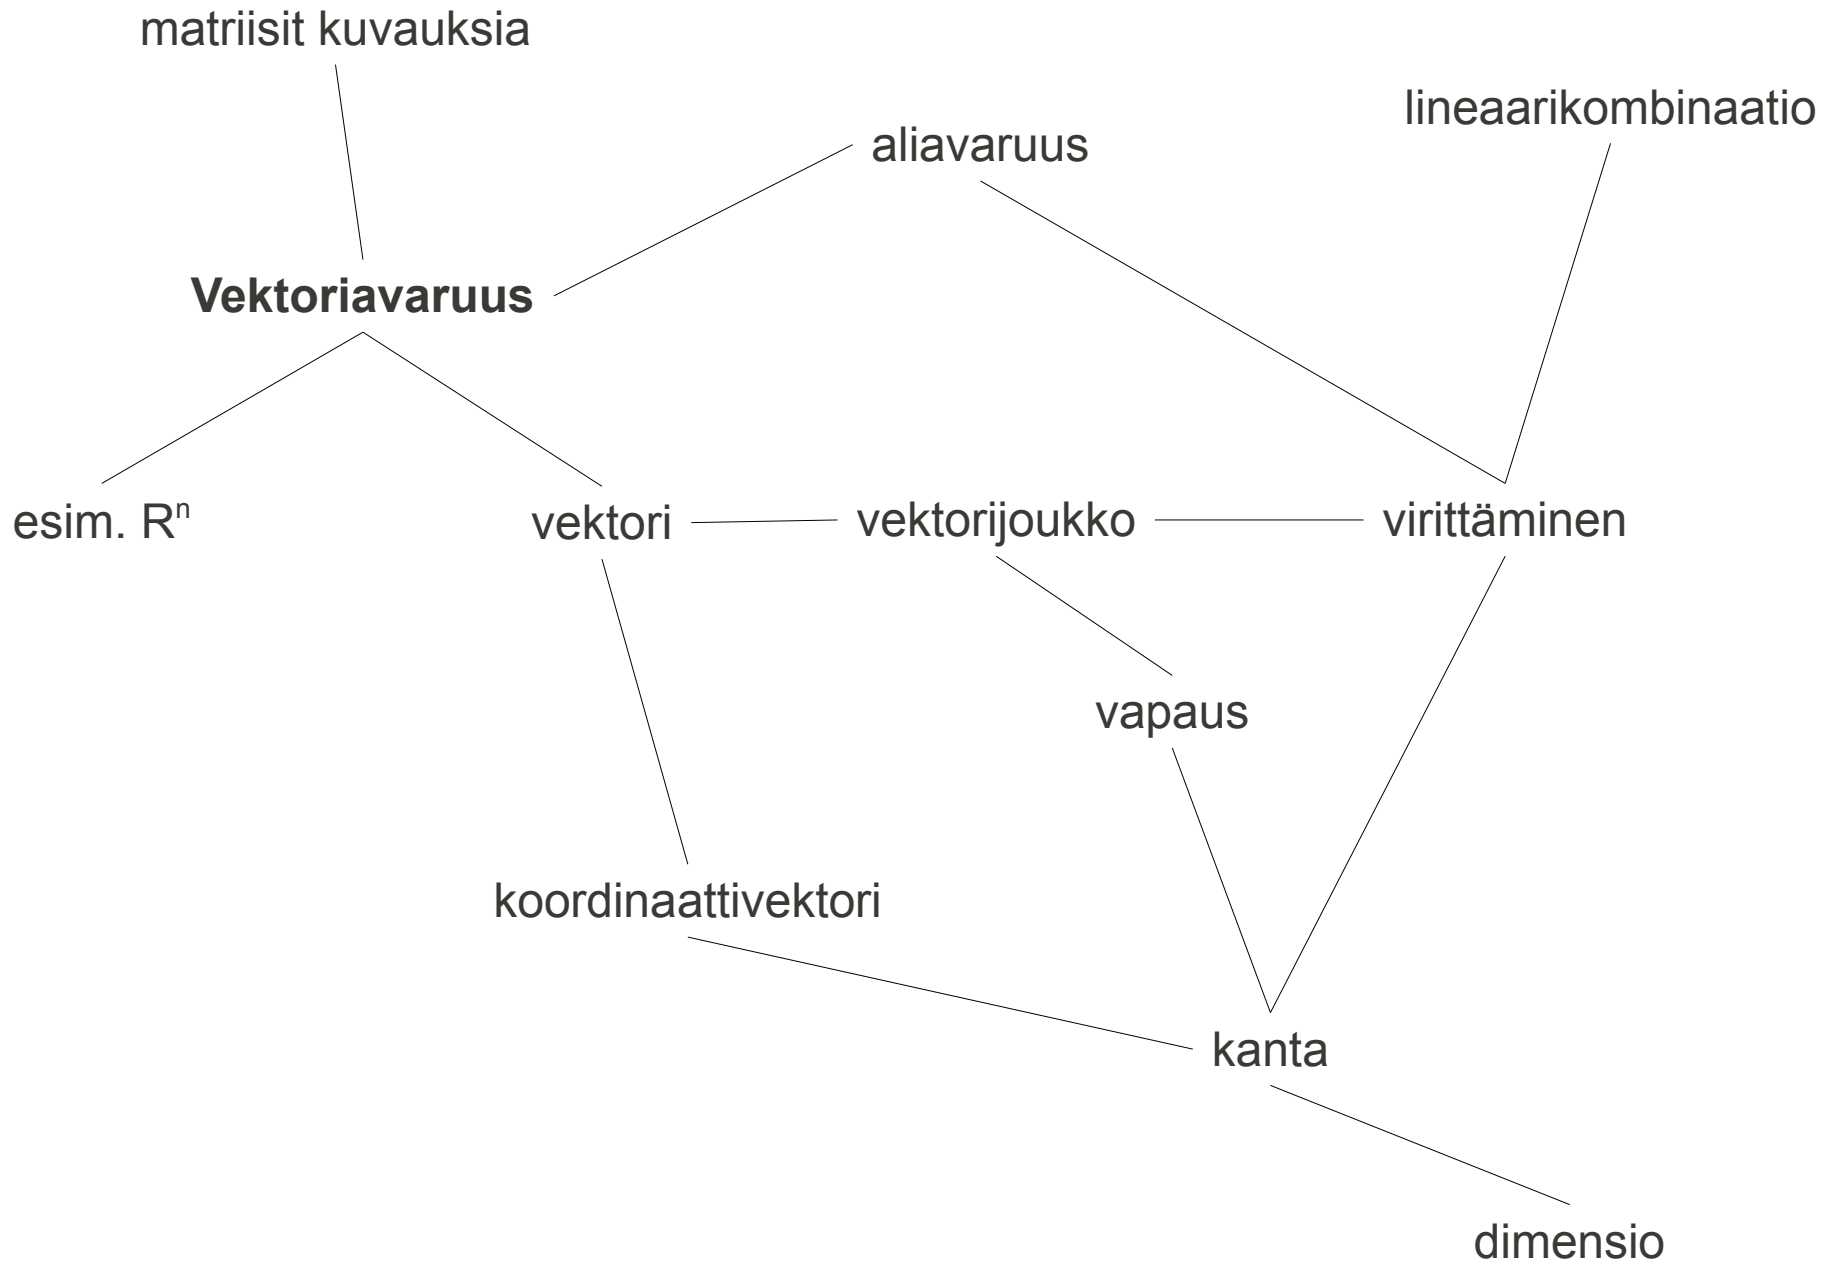 matriisit kuvauksia
lineaarikombinaatio
aliavaruus
Vektoriavaruus
esim. Rⁿ
vektori
vektorijoukko
virittäminen
vapaus
koordinaattivektori
kanta
dimensio